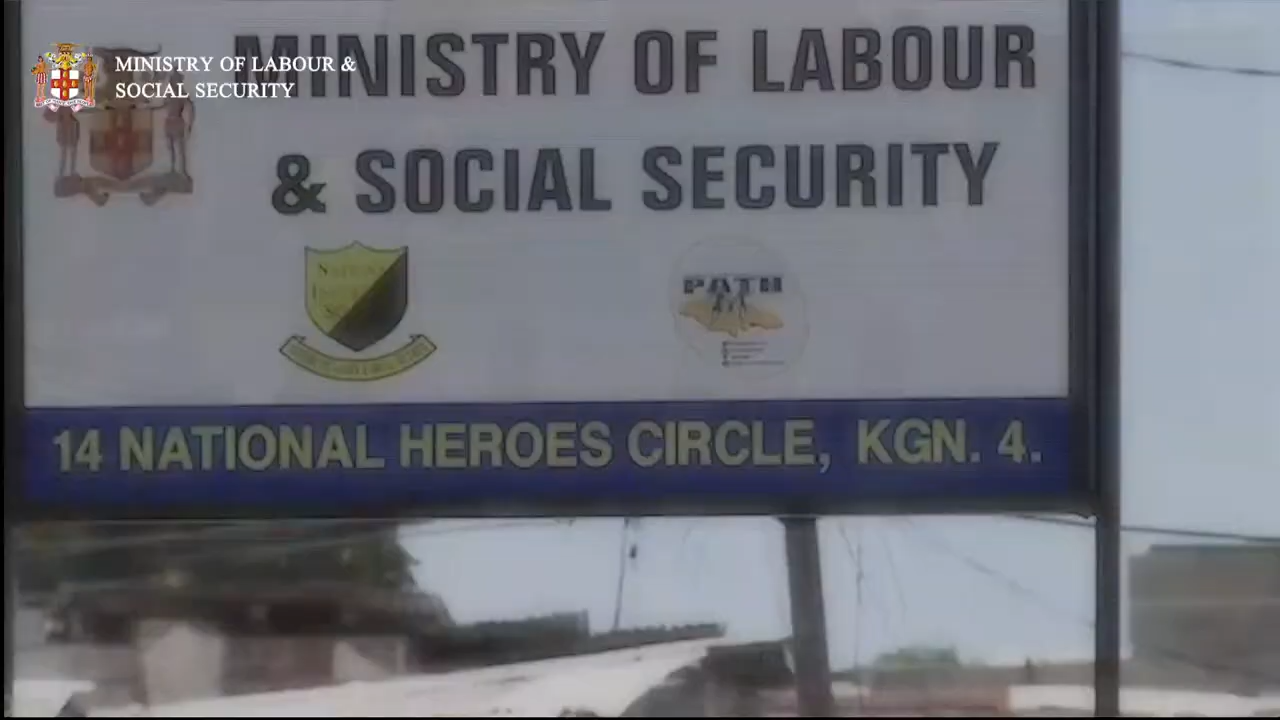 MINISTRY OF LABOUR &
SOCIAL SECURITY
MINISTRY OF LABOUR
& SOCIAL SECURITY
PATH
14 NATIONAL HEROES CIRCLE, KGN. 4.